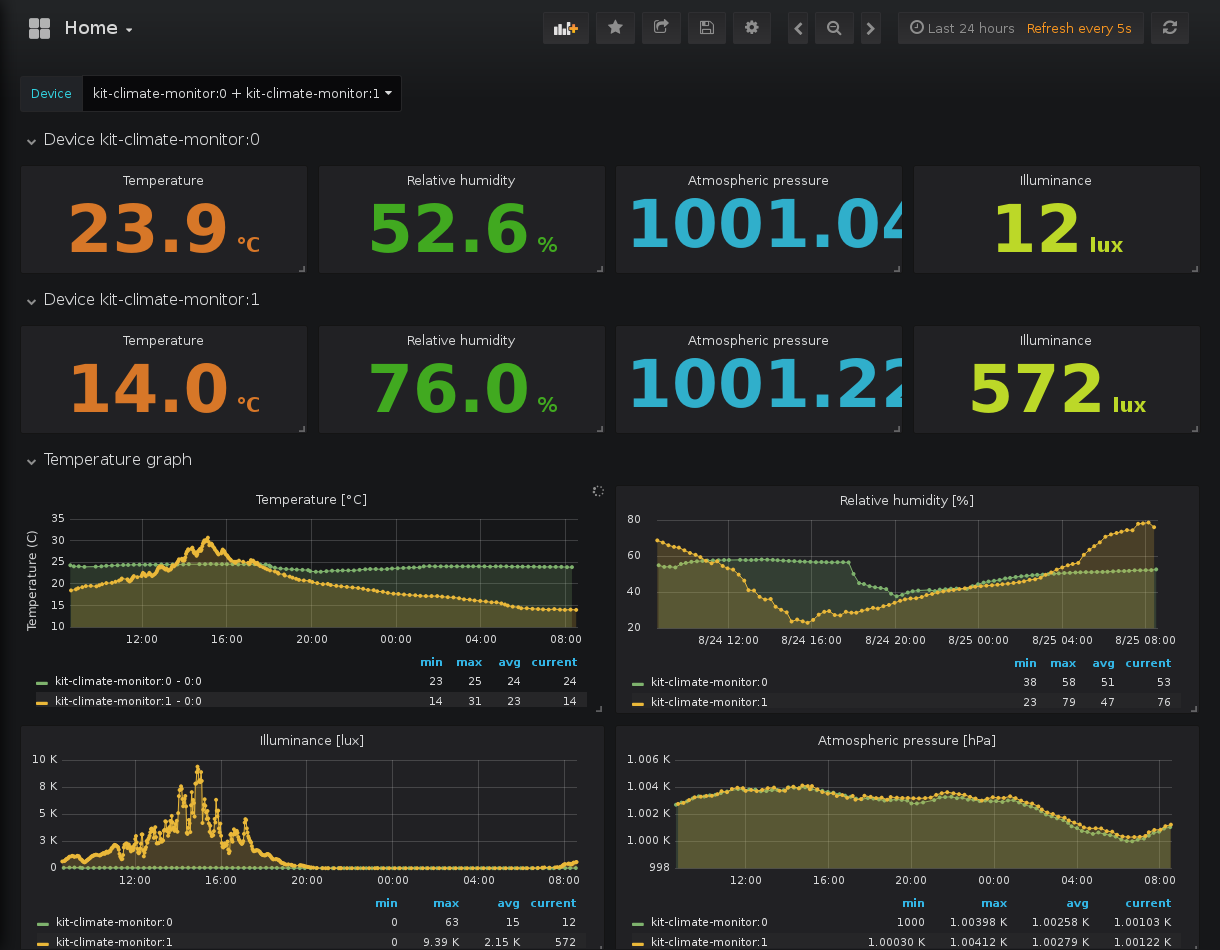 Home
Last 24 hours Refresh every 5s
Device kit-climate-monitor:0 + kit-climate-monitor:1
Device kit-climate-monitor:0
Temperature Relative humidity Atmospheric pressure Illuminance
23.9 °C 52.6 % 1001.04 12 lux
Device kit-climate-monitor:1
Temperature Relative humidity Atmospheric pressure Illuminance
14.0 °C 76.0 % 1001.22 572 lux
Temperature graph
Temperature [°C]
Temperature (C)
35
30
25
20
15
10
12:00 16:00 20:00 00:00 04:00 08:00
min max avg current
kit-climate-monitor:0 - 0:0 23 25 24 24
kit-climate-monitor:1 - 0:0 14 31 23 14
Relative humidity [%]
80
60
40
20
8/24 12:00 8/24 16:00 8/24 20:00 8/25 00:00 8/25 04:00 8/25 08:00
min max avg current
kit-climate-monitor:0 38 58 51 53
kit-climate-monitor:1 23 79 47 76
Illuminance [lux]
10 K
8 K
5 K
3 K
0
12:00 16:00 20:00 00:00 04:00 08:00
min max avg current
kit-climate-monitor:0 0 63 15 12
kit-climate-monitor:1 0 9.39 K 2.15 K 572
Atmospheric pressure [hPa]
1.006 K
1.004 K
1.002 K
1.000 K
998
12:00 16:00 20:00 00:00 04:00 08:00
min max avg current
kit-climate-monitor:0 1000 1.00398 K 1.00258 K 1.00103 K
kit-climate-monitor:1 1.00030 K 1.00412 K 1.00279 K 1.00122 K